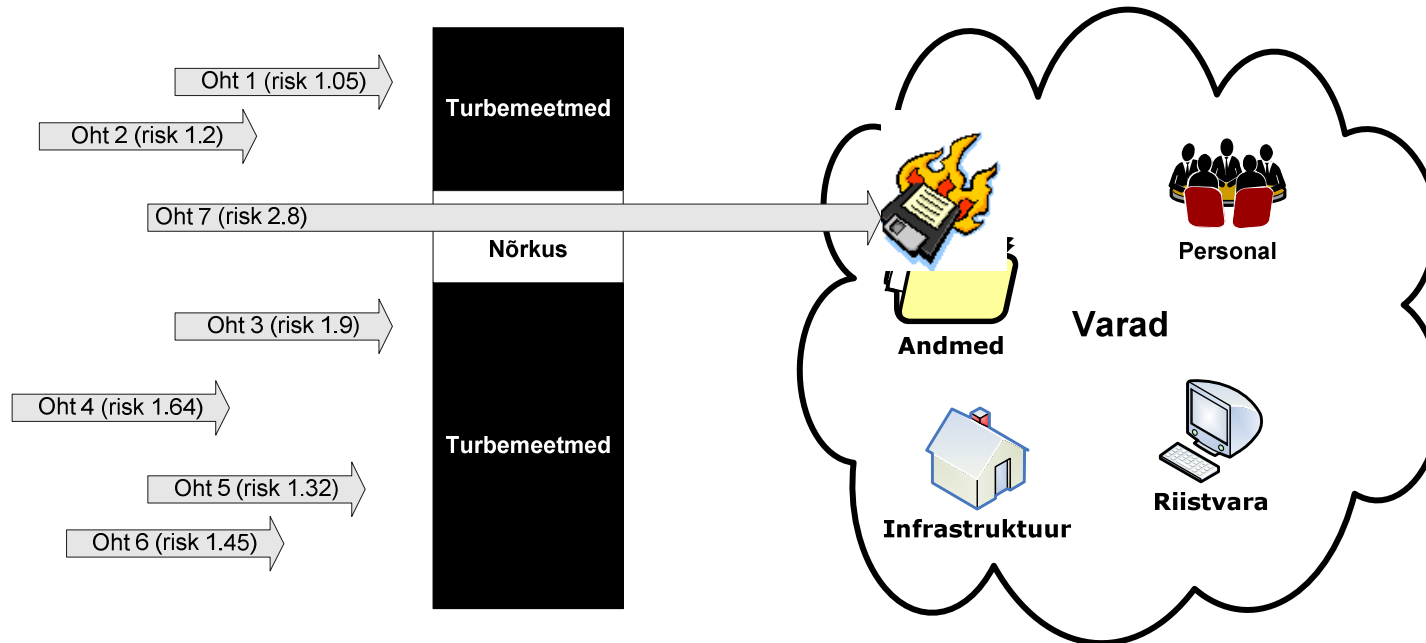 Oht 1 (risk 1.05)
Oht 2 (risk 1.2)
Oht 7 (risk 2.8)
Oht 3 (risk 1.9)
Oht 4 (risk 1.64)
Oht 5 (risk 1.32)
Oht 6 (risk 1.45)
Turbemeetmed
Nõrkus
Turbemeetmed
Personal
Varad
Andmed
Infrastruktuur
Riistvara